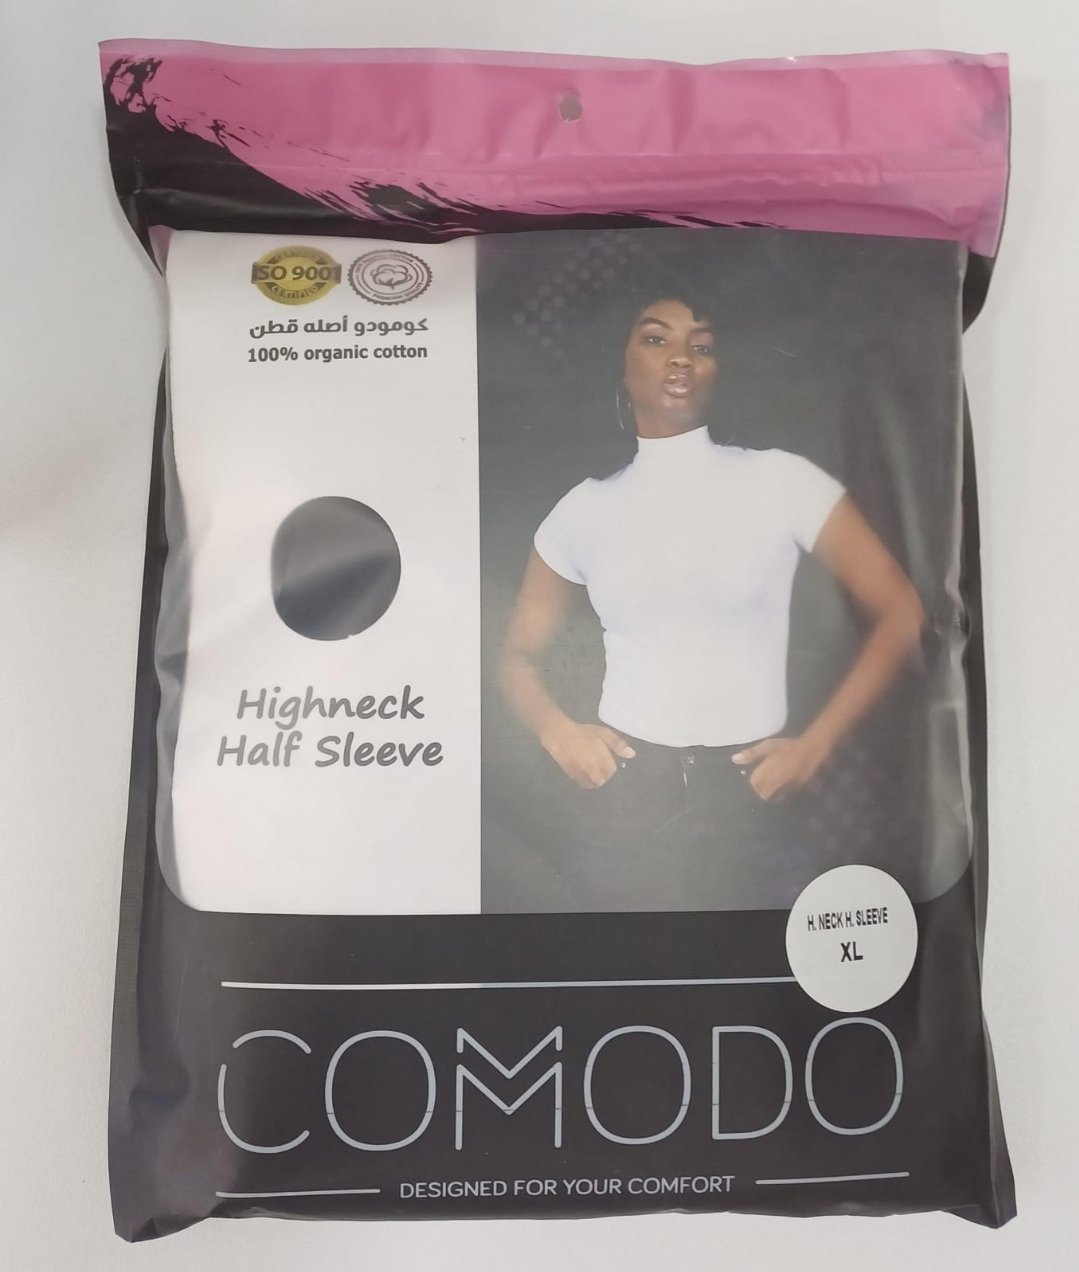 CERTIFIED
ISO 9001
CERTIFIED
كومودو أصله قطن
100% organic cotton
Highneck
Half Sleeve
H. NECK H. SLEEVE
XL
COMODO
DESIGNED FOR YOUR COMFORT